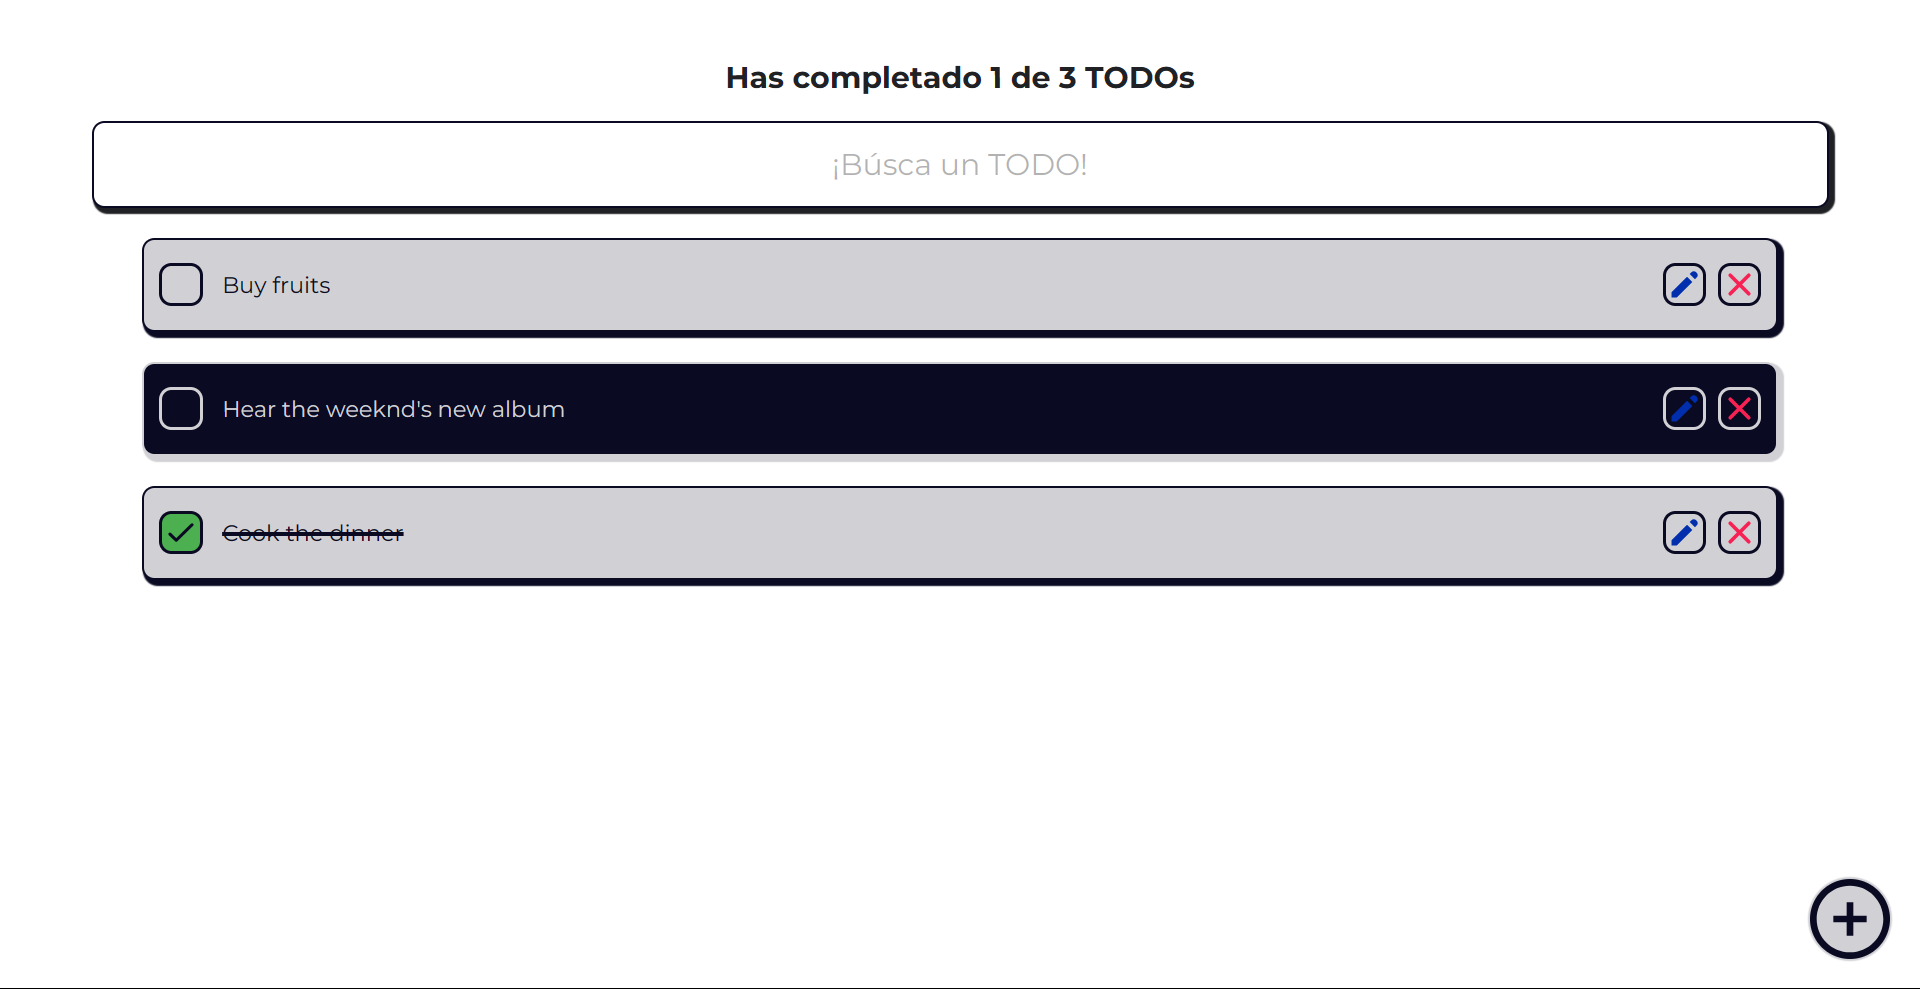 Has completado 1 de 3 TODOs
¡Búsca un TODO!
Buy fruits
Hear the weeknd's new album
Cook the dinner